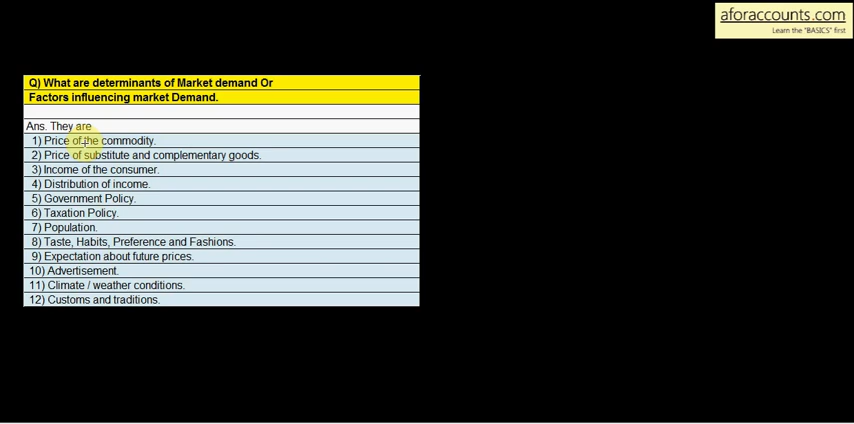 aforaccounts.com
Learn the "BASICS" first
Q) What are determinants of Market demand Or
Factors influencing market Demand.
Ans. They are
1) Price of the commodity.
2) Price of substitute and complementary goods.
3) Income of the consumer.
4) Distribution of income.
5) Government Policy.
6) Taxation Policy.
7) Population.
8) Taste, Habits, Preference and Fashions.
9) Expectation about future prices.
10) Advertisement.
11) Climate / weather conditions.
12) Customs and traditions.